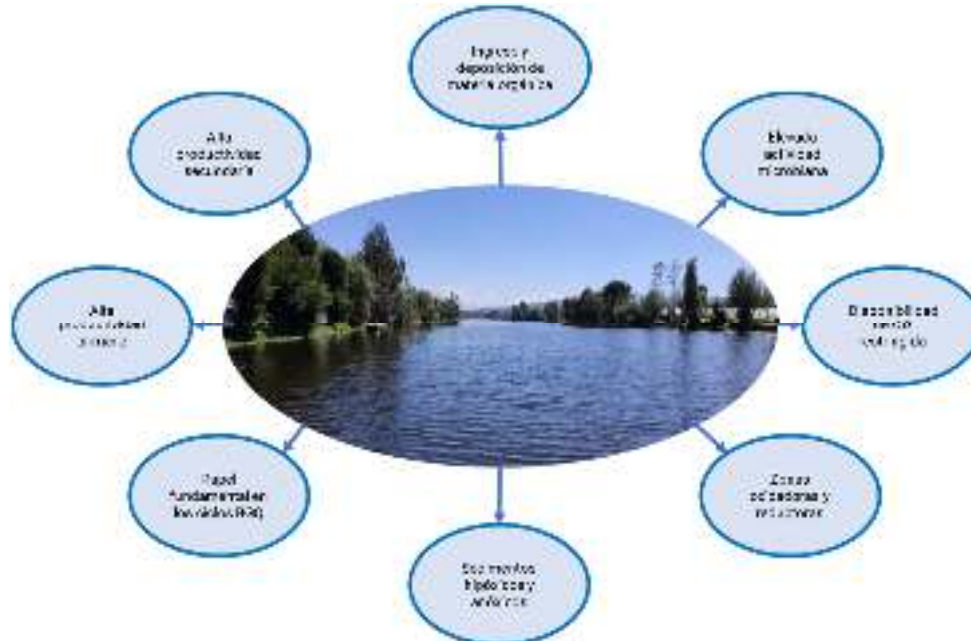 Ingreso y
deposición de
materia orgánica
Elevada
actividad
microbiana
Disponibilidad
restringida
Zonas
oxidadoras y
reductoras
Sedimentos
hipóxicos y
anóxicos
Papel
fundamental en
los ciclos BGQ
Alta
productividad
primaria
Alta
productividad
secundaria